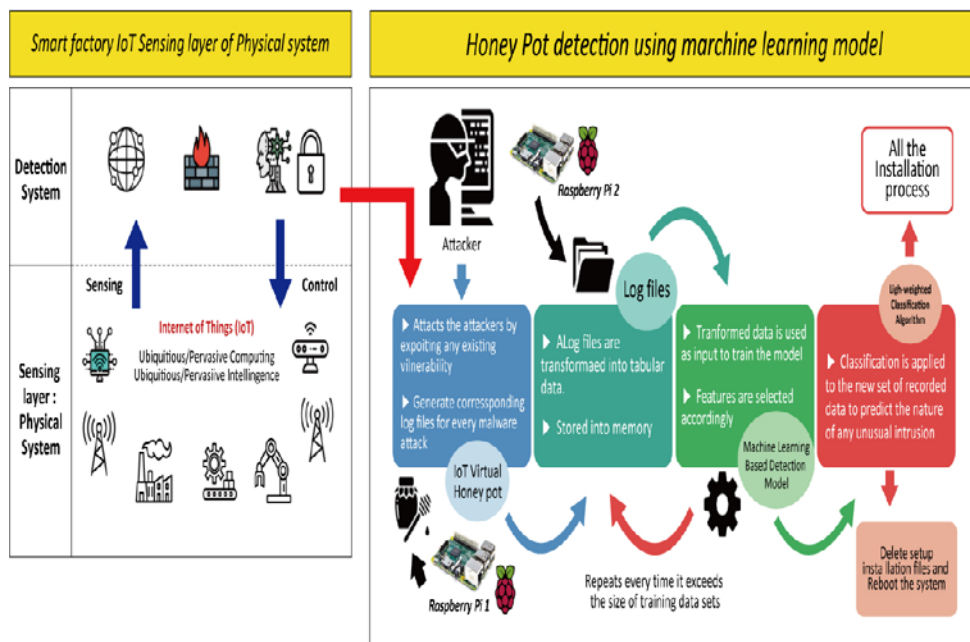 Smart factory IoT Sensing layer of Physical system
Honey Pot detection using marchine learning model
Detection
System
Sensing
Control
Internet of Things (IoT)
Ubiquitous/Pervasive Computing
Ubiquitous/Pervasiive Intellingence
Sensing
layer :
Physical
System
Attacker
Raspberry Pi 2
Log files
All the
Installation
process
Ligh-weighted
Classification
Algorithm
▶ Attacts the attackers by
expoiting any existing
vilnerability
▶ Generate corressponding
log files for every malware
attack
IoT Virtual
Honey pot
▶ ALog files are
transformaed into tabular
data.
▶ Stored into memory
▶ Tranformed data is used
as input to train the model
▶ Features are selected
accordingly
Machine Learning
Based Detection
Model
▶ Classification is applied
to the new set of recorded
data to predict the nature
of any unusual intrusion
Raspberry Pi 1
Repeats every time it exceeds
the size of training data sets
Delete setup
installation files and
Reboot the system